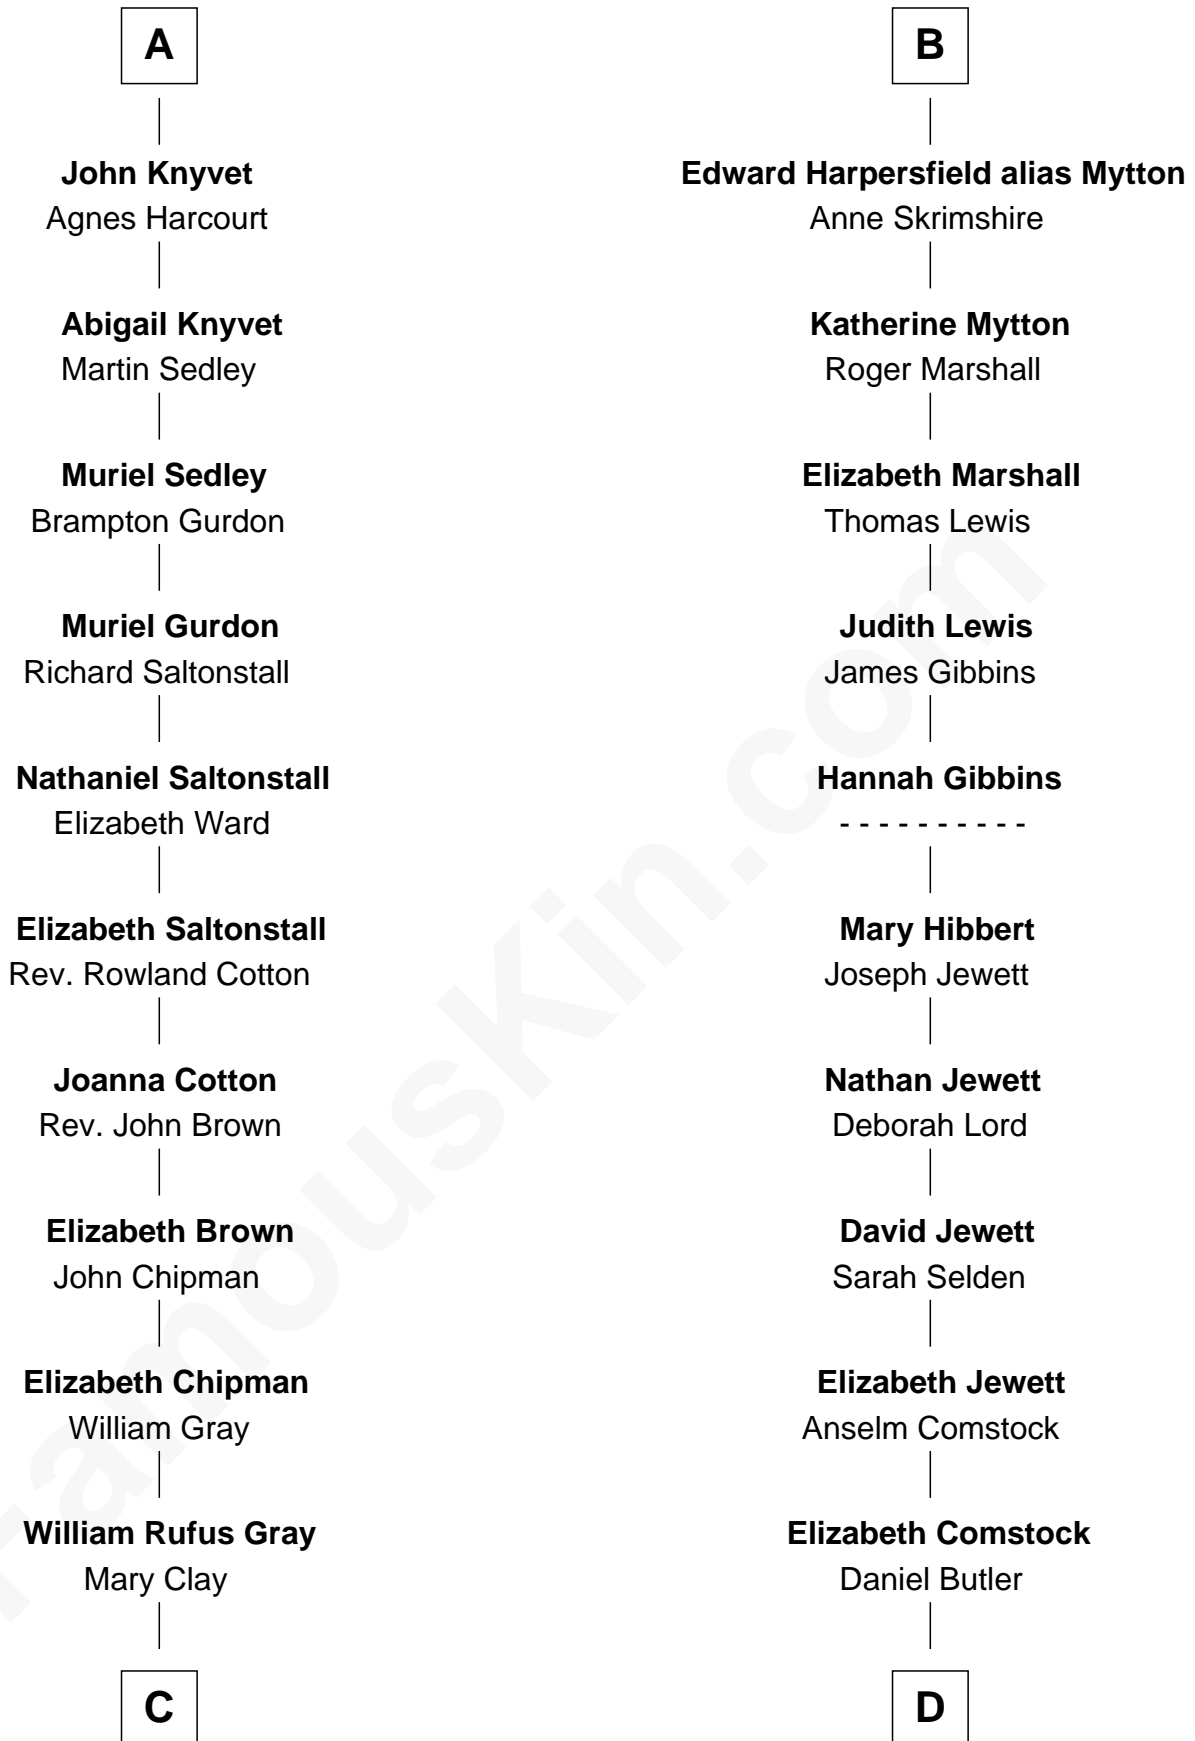 A
John Knyvet
Agnes Harcourt
Abigail Knyvet
Martin Sedley
Muriel Sedley
Brampton Gurdon
Muriel Gurdon
Richard Saltonstall
Nathaniel Saltonstall
Elizabeth Ward
Elizabeth Saltonstall
Rev. Rowland Cotton
Joanna Cotton
Rev. John Brown
Elizabeth Brown
John Chipman
Elizabeth Chipman
William Gray
William Rufus Gray
Mary Clay
C
B
Edward Harpersfield alias Mytton
Anne Skrimshire
Katherine Mytton
Roger Marshall
Elizabeth Marshall
Thomas Lewis
Judith Lewis
James Gibbins
Hannah Gibbins
- - - - - - - - - -
Mary Hibbert
Joseph Jewett
Nathan Jewett
Deborah Lord
David Jewett
Sarah Selden
Elizabeth Jewett
Anselm Comstock
Elizabeth Comstock
Daniel Butler
D
FamousKin.com